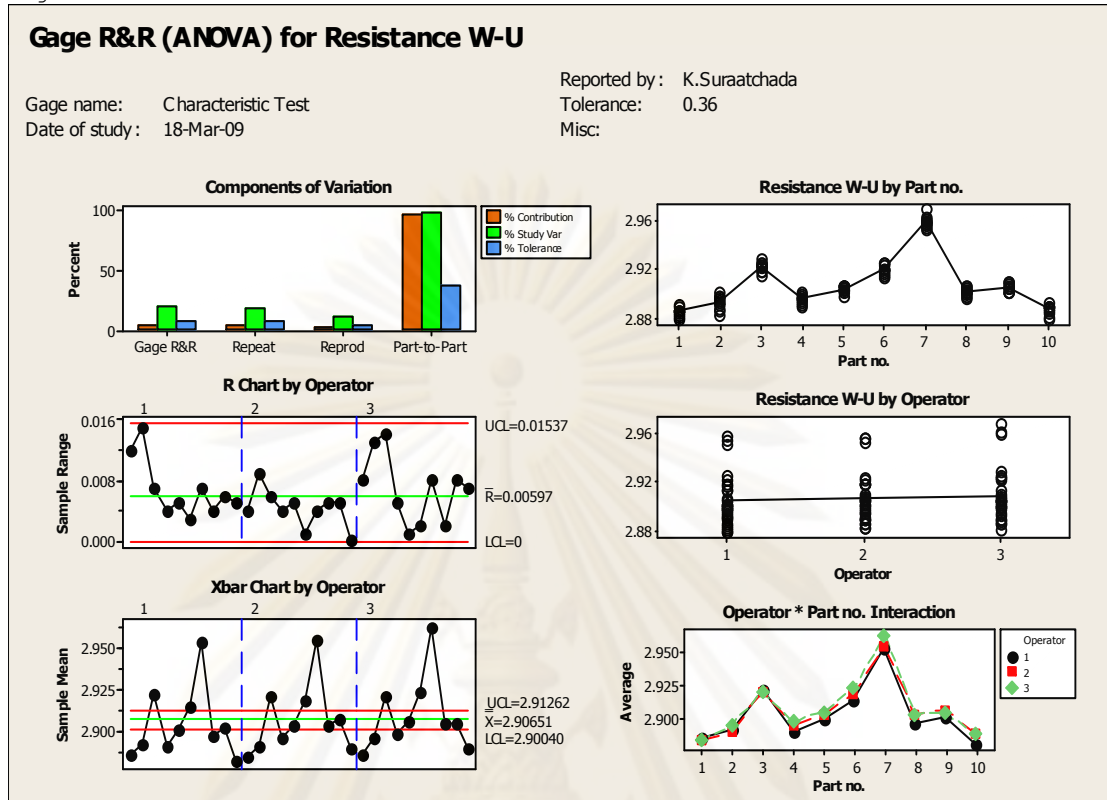 Gage R&R (ANOVA) for Resistance W-U
Reported by: K.Suraatchada
Gage name: Characteristic Test
Tolerance: 0.36
Date of study: 18-Mar-09
Misc:
Components of Variation
100
50
0
Percent
Gage R&R Repeat Reprod Part-to-Part
% Contribution
% Study Var
% Tolerance
Resistance W-U by Part no.
2.96
2.92
2.88
1 2 3 4 5 6 7 8 9 10
Part no.
R Chart by Operator
1 2 3
0.016
0.008
0.000
Sample Range
UCL=0.01537
R̄=0.00597
LCL=0
Resistance W-U by Operator
2.96
2.92
2.88
1 2 3
Operator
Xbar Chart by Operator
1 2 3
2.950
2.925
2.900
Sample Mean
UCL=2.91262
X̿=2.90651
LCL=2.90040
Operator * Part no. Interaction
2.950
2.925
2.900
Average
1 2 3 4 5 6 7 8 9 10
Part no.
Operator
1
2
3